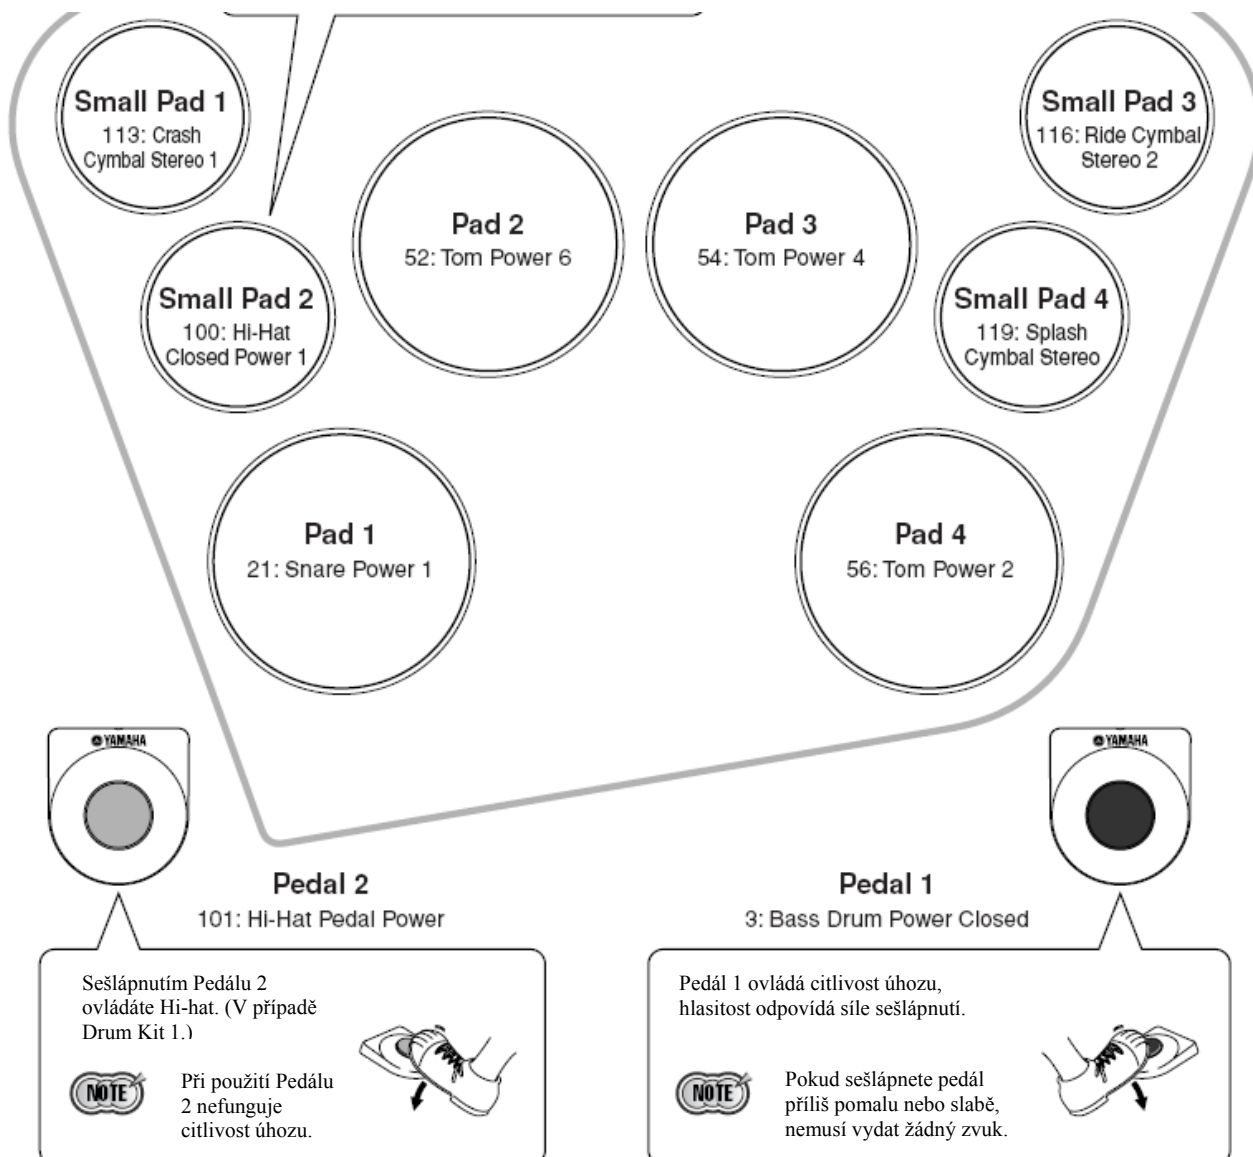 Small Pad 1
113: Crash
Cymbal Stereo 1
Small Pad 3
116: Ride Cymbal
Stereo 2
Pad 2
52: Tom Power 6
Pad 3
54: Tom Power 4
Small Pad 2
100: Hi-Hat
Closed Power 1
Small Pad 4
119: Splash
Cymbal Stereo
Pad 1
21: Snare Power 1
Pad 4
56: Tom Power 2
YAMAHA
YAMAHA
Pedal 2
101: Hi-Hat Pedal Power
Pedal 1
3: Bass Drum Power Closed
Sešlápnutím Pedálu 2
ovládáte Hi-hat. (V případě
Drum Kit 1.)
NOTE
Při použití Pedálu
2 nefunguje
citlivost úhozu.
Pedál 1 ovládá citlivost úhozu,
hlasitost odpovídá síle sešlápnutí.
NOTE
Pokud sešlápnete pedál
příliš pomalu nebo slabě,
nemusí vydat žádný zvuk.